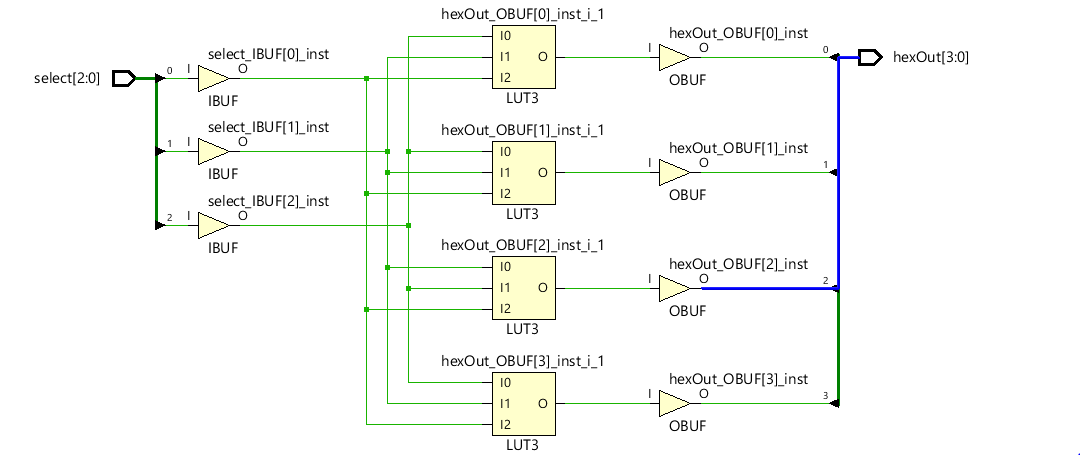 select[2:0]
0
I
select_IBUF[0]_inst
O
IBUF
1
I
select_IBUF[1]_inst
O
IBUF
2
I
select_IBUF[2]_inst
O
IBUF
hexOut_OBUF[0]_inst_i_1
I0
I1
I2
O
LUT3
hexOut_OBUF[0]_inst
I
O
OBUF
0
hexOut[3:0]
hexOut_OBUF[1]_inst_i_1
I0
I1
I2
O
LUT3
hexOut_OBUF[1]_inst
I
O
OBUF
1
hexOut_OBUF[2]_inst_i_1
I0
I1
I2
O
LUT3
hexOut_OBUF[2]_inst
I
O
OBUF
2
hexOut_OBUF[3]_inst_i_1
I0
I1
I2
O
LUT3
hexOut_OBUF[3]_inst
I
O
OBUF
3